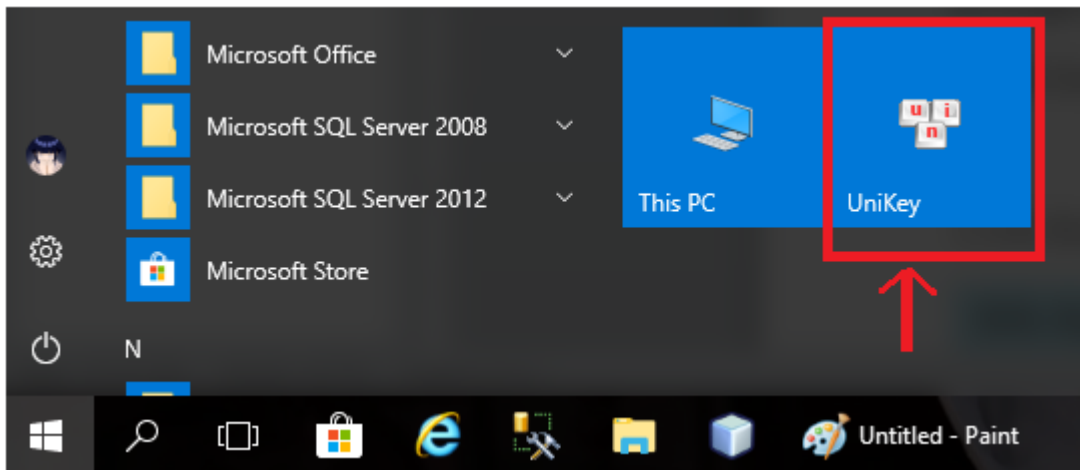 Microsoft Office
Microsoft SQL Server 2008
Microsoft SQL Server 2012
Microsoft Store
N
This PC
u i
n
UniKey
Untitled - Paint